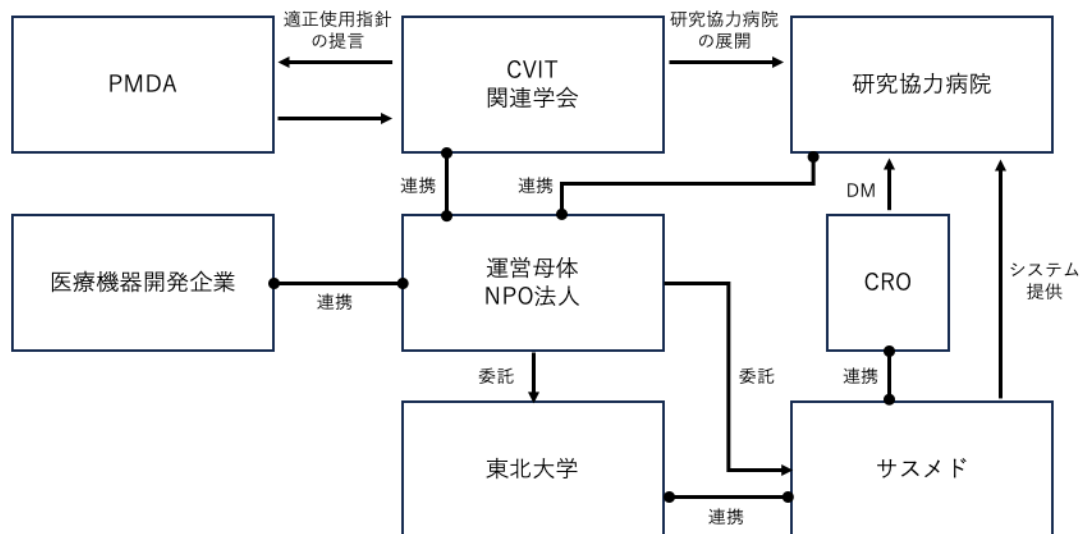 適正使用指針
の提言
研究協力病院
の展開
PMDA
CVIT
関連学会
研究協力病院
連携
連携
DM
医療機器開発企業
連携
運営母体
NPO法人
CRO
システム
提供
委託
委託
連携
東北大学
サスメド
連携